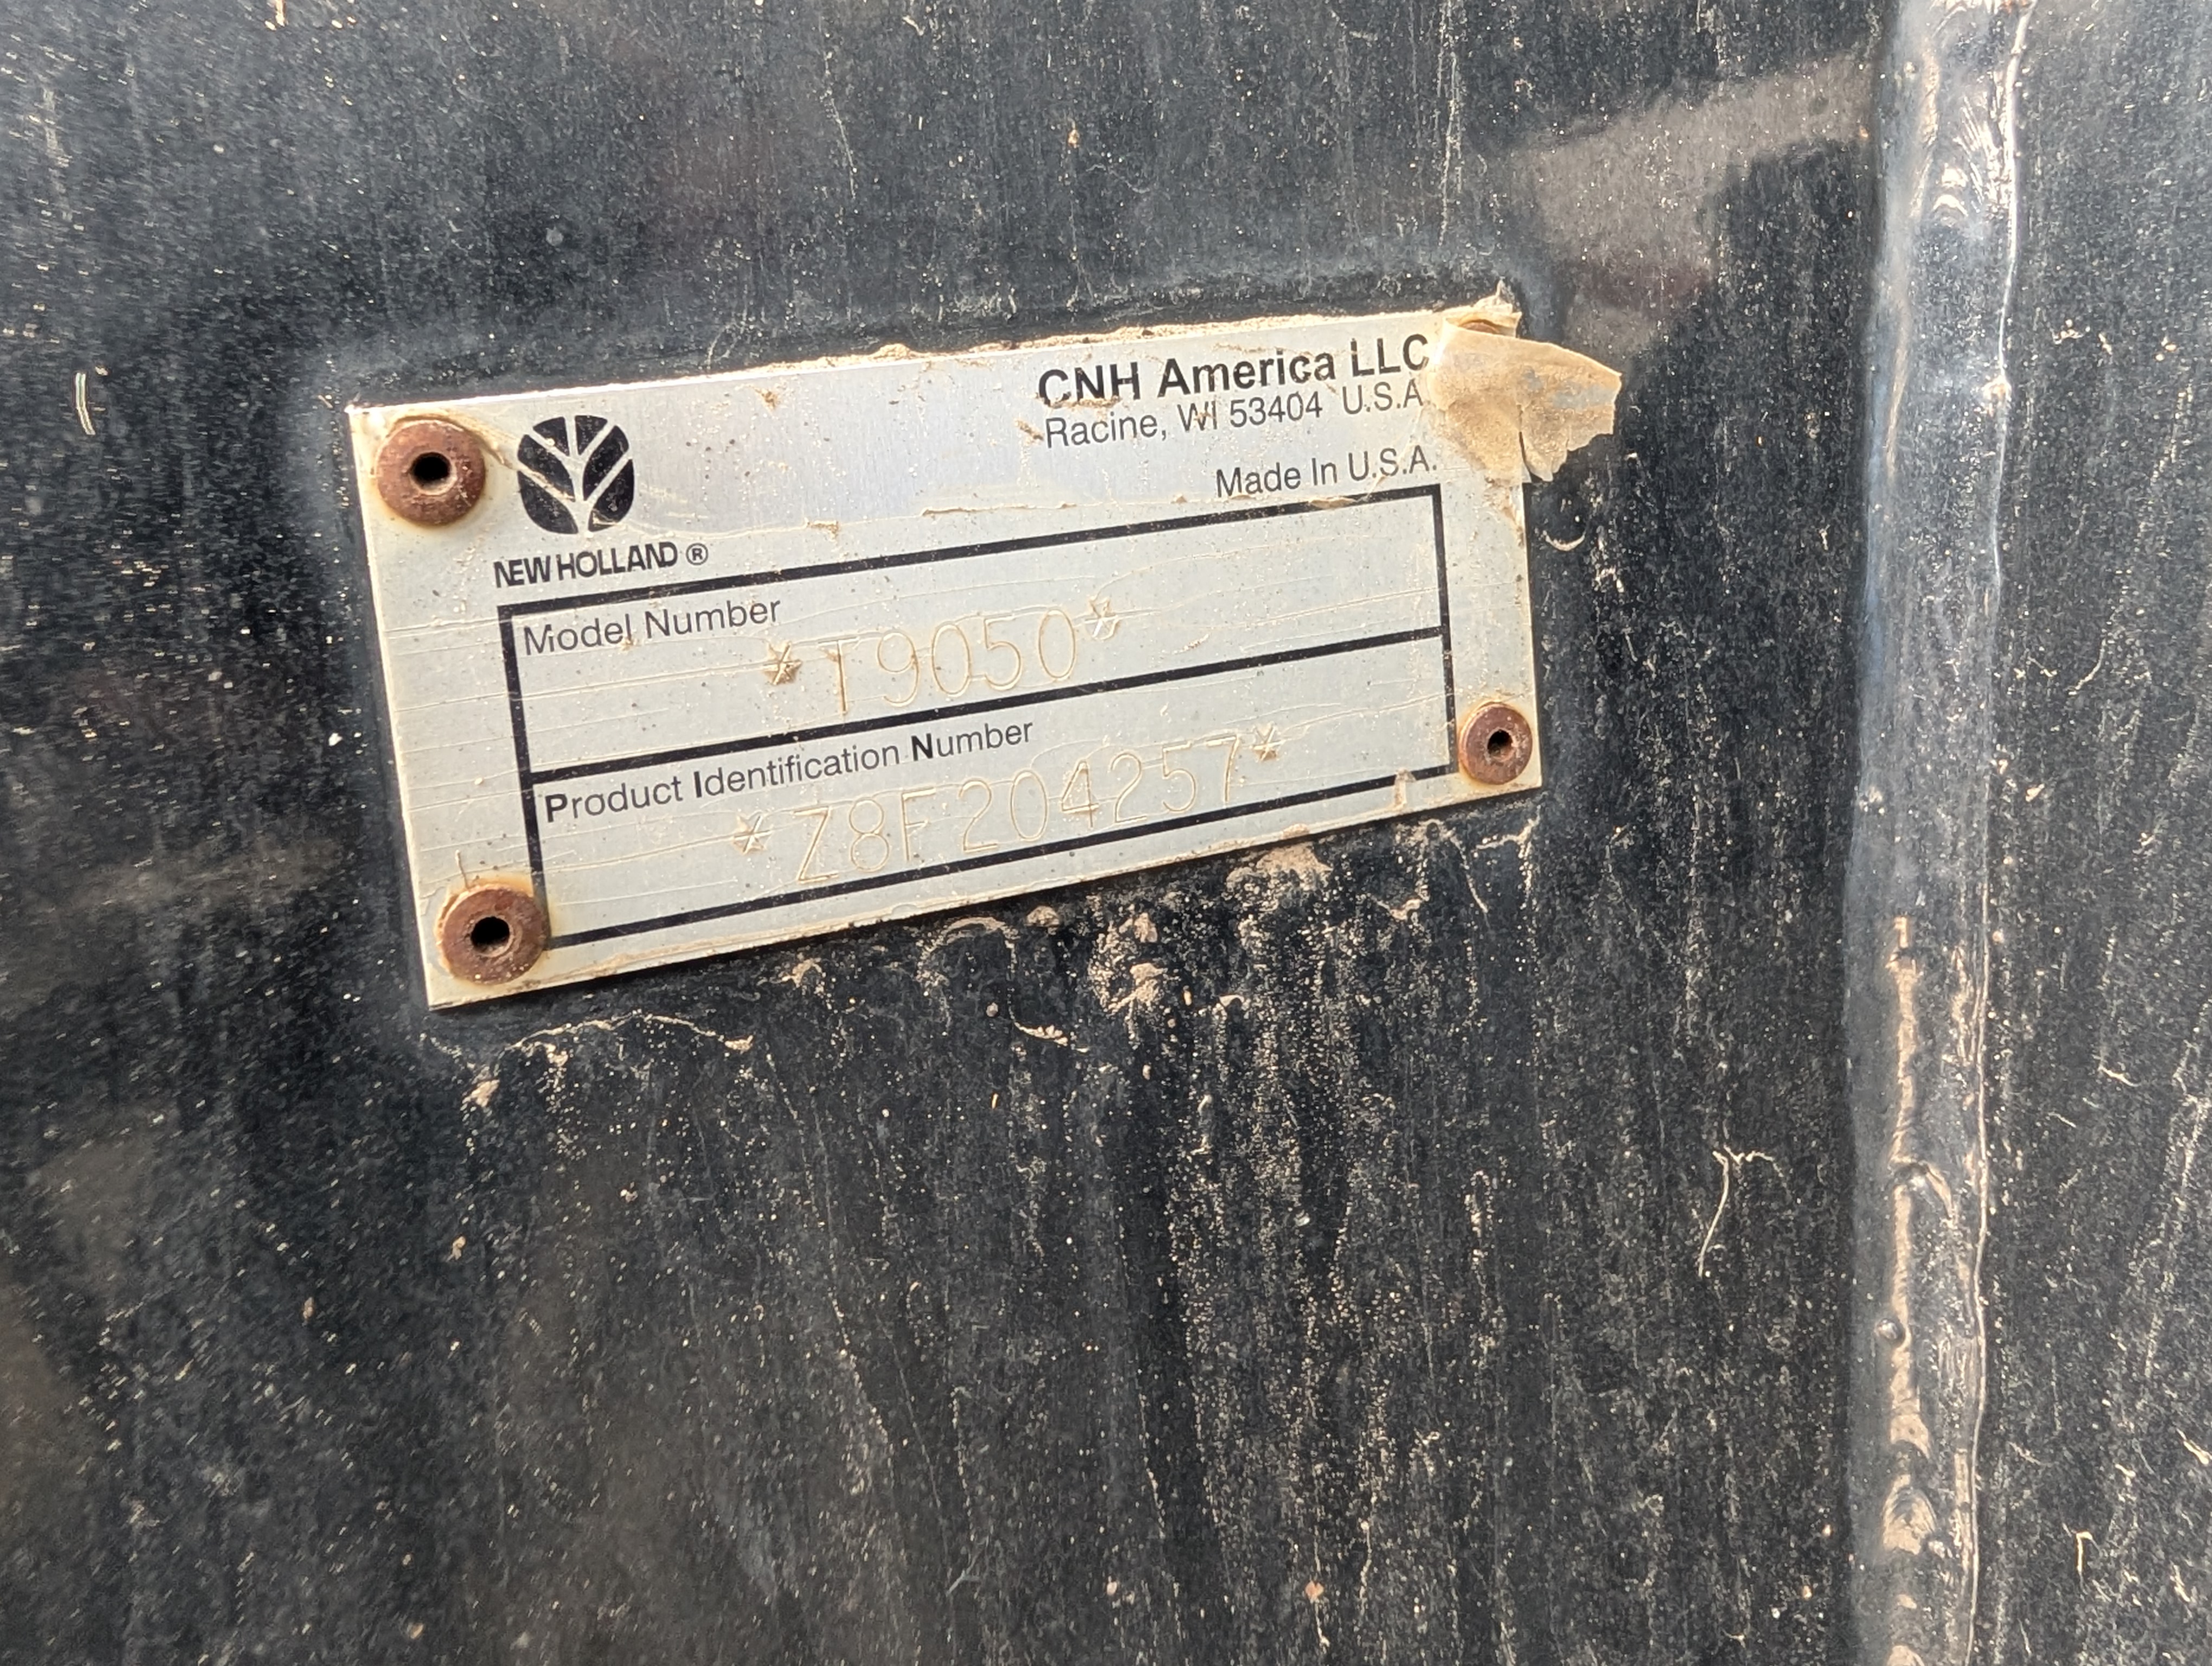 CNH America LLC
Racine, WI 53404 U.S.A.
Made In U.S.A.
NEW HOLLAND ®
Model Number
*T9050*
Product Identification Number
*Z8F204257*